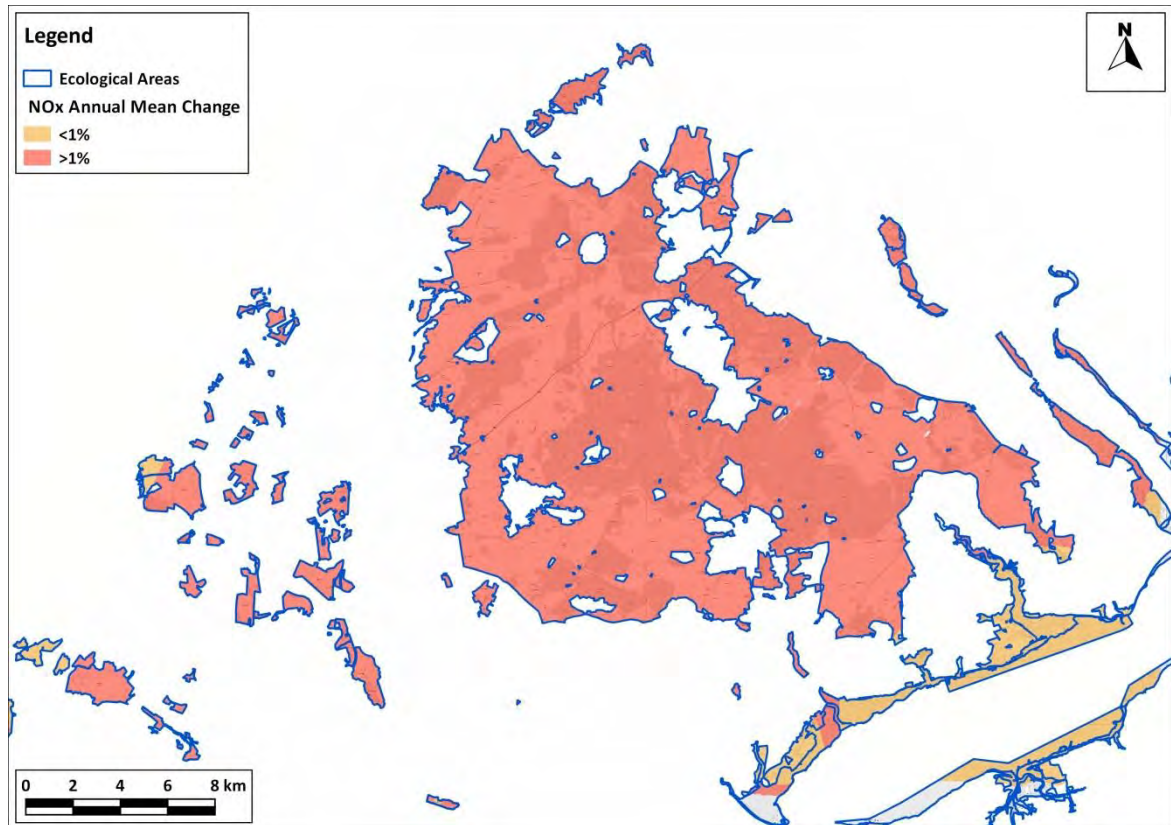 Legend
Ecological Areas
NOx Annual Mean Change
<1%
>1%
N
0 2 4 6 8 km